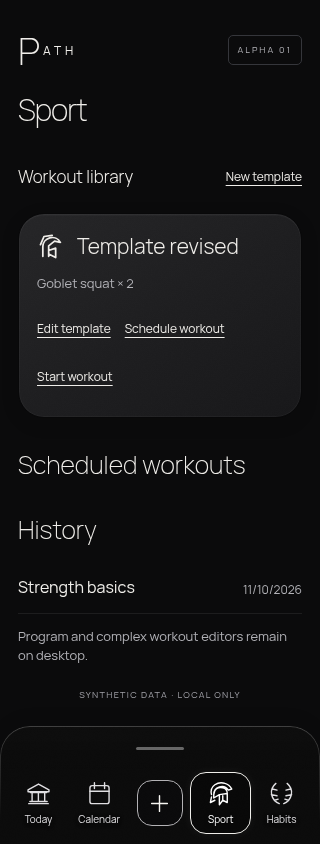 PATH
ALPHA 01
Sport
Workout library
New template
Template revised
Goblet squat × 2
Edit template Schedule workout
Start workout
Scheduled workouts
History
Strength basics
11/10/2026
Program and complex workout editors remain
on desktop.
SYNTHETIC DATA · LOCAL ONLY
Today Calendar Sport Habits